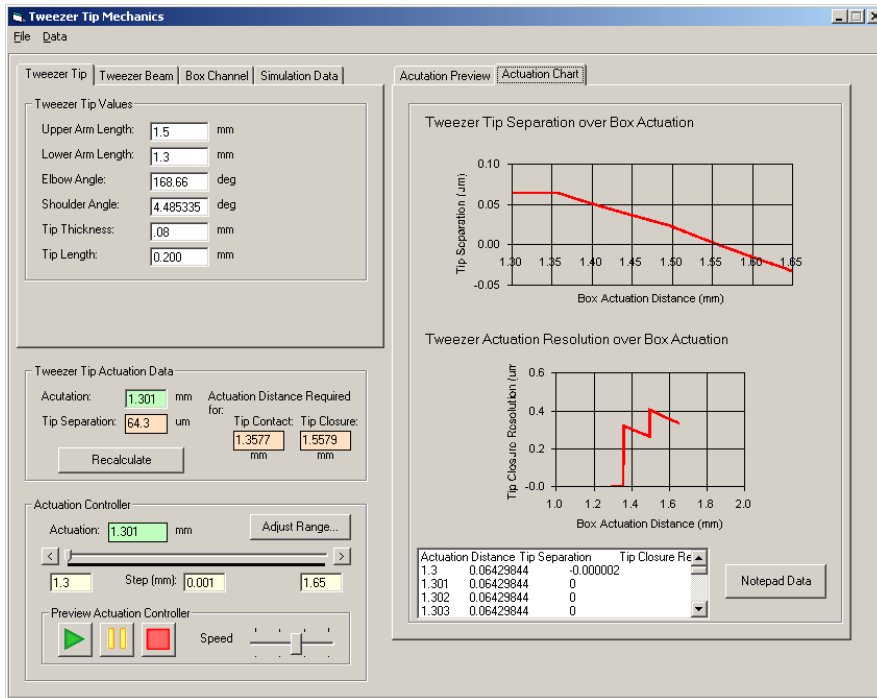 Tweezer Tip Mechanics
File Data
Tweezer Tip Tweezer Beam Box Channel Simulation Data
Tweezer Tip Values
Upper Arm Length: 1.5 mm
Lower Arm Length: 1.3 mm
Elbow Angle: 168.66 deg
Shoulder Angle: 4.485335 deg
Tip Thickness: .08 mm
Tip Length: 0.200 mm
Tweezer Tip Actuation Data
Acutation: 1.301 mm
Tip Separation: 64.3 um
Actuation Distance Required
for:
Tip Contact: Tip Closure:
1.3577 1.5579
mm mm
Recalculate
Actuation Controller
Actuation: 1.301 mm
Adjust Range...
< >
1.3 Step (mm): 0.001 1.65
Preview Actuation Controller
Speed
Acutation Preview Actuation Chart
Tweezer Tip Separation over Box Actuation
Tip Separation (µm)
0.10
0.05
0.00
-0.05
1.30 1.35 1.40 1.45 1.50 1.55 1.60 1.65
Box Actuation Distance (mm)
Tweezer Actuation Resolution over Box Actuation
Tip Closure Resolution (µm
0.6
0.4
0.2
-0.0
1.0 1.2 1.4 1.6 1.8 2.0
Box Actuation Distance (mm)
Actuation Distance Tip Separation Tip Closure Re
1.3 0.06429844 -0.000002
1.301 0.06429844 0
1.302 0.06429844 0
1.303 0.06429844 0
Notepad Data